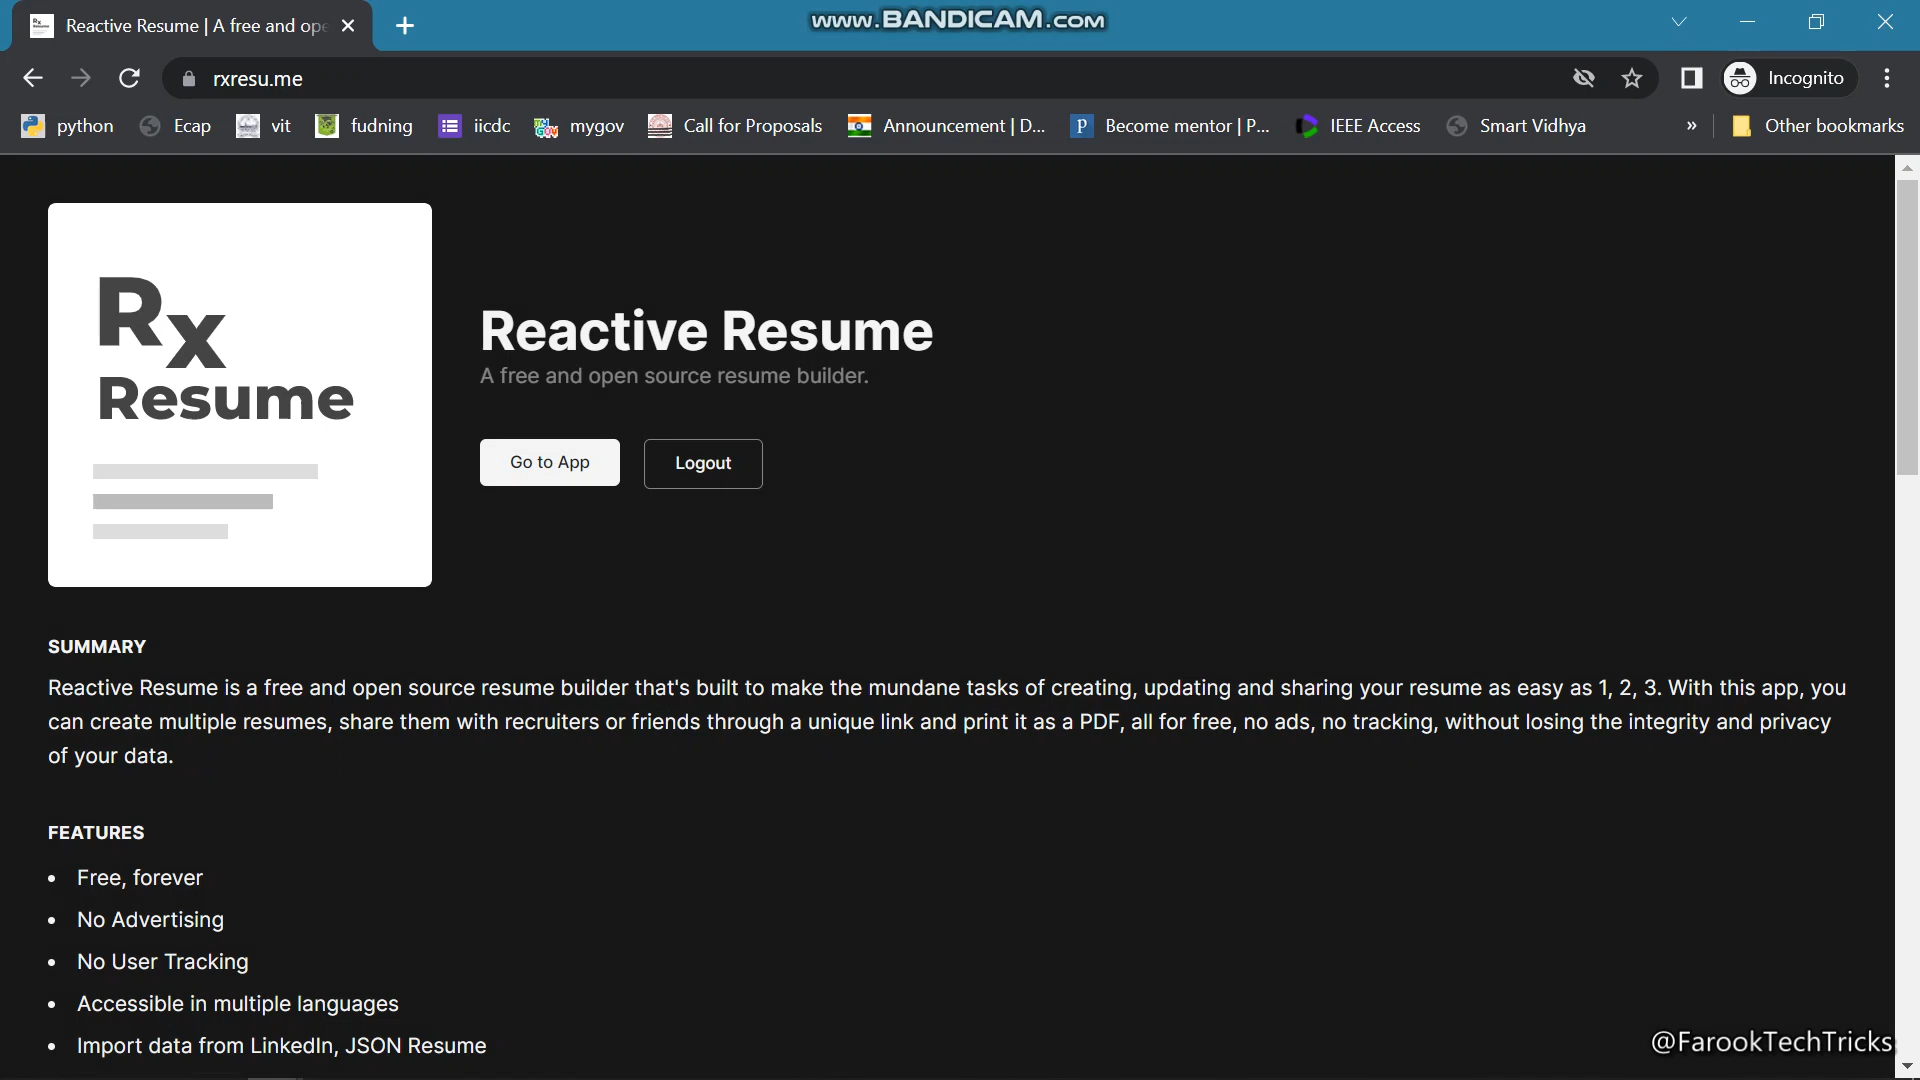 Reactive Resume | A free and ope
www.BANDICAM.com
rxresu.me
Incognito
python
Ecap
vit
fudning
iicdc
mygov
Call for Proposals
Announcement | D...
Become mentor | P...
IEEE Access
Smart Vidhya
»
Other bookmarks
Rx
Resume
Reactive Resume
A free and open source resume builder.
Go to App
Logout
SUMMARY
Reactive Resume is a free and open source resume builder that's built to make the mundane tasks of creating, updating and sharing your resume as easy as 1, 2, 3. With this app, you
can create multiple resumes, share them with recruiters or friends through a unique link and print it as a PDF, all for free, no ads, no tracking, without losing the integrity and privacy
of your data.
FEATURES
• Free, forever
• No Advertising
• No User Tracking
• Accessible in multiple languages
• Import data from LinkedIn, JSON Resume
@FarookTechTricks